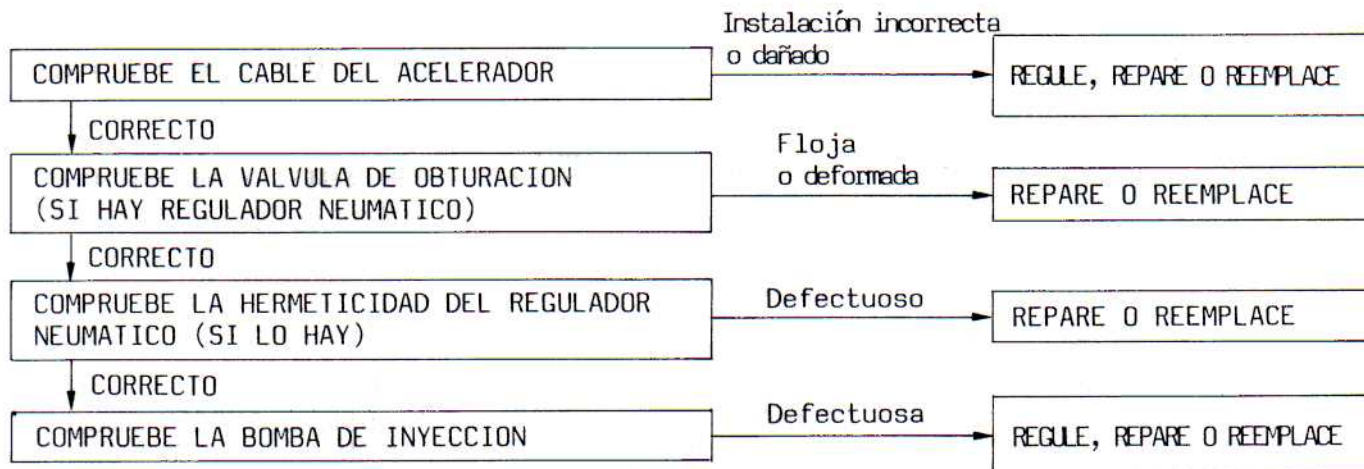 Instalación incorrecta
o dañado
COMPRUEBE EL CABLE DEL ACELERADOR
REGULE, REPARE O REEMPLACE
CORRECTO
Floja
o deformada
COMPRUEBE LA VALVULA DE OBTURACION
(SI HAY REGULADOR NEUMATICO)
REPARE O REEMPLACE
CORRECTO
COMPRUEBE LA HERMETICIDAD DEL REGULADOR
NEUMATICO (SI LO HAY)
Defectuoso
REPARE O REEMPLACE
CORRECTO
COMPRUEBE LA BOMBA DE INYECCION
Defectuosa
REGULE, REPARE O REEMPLACE